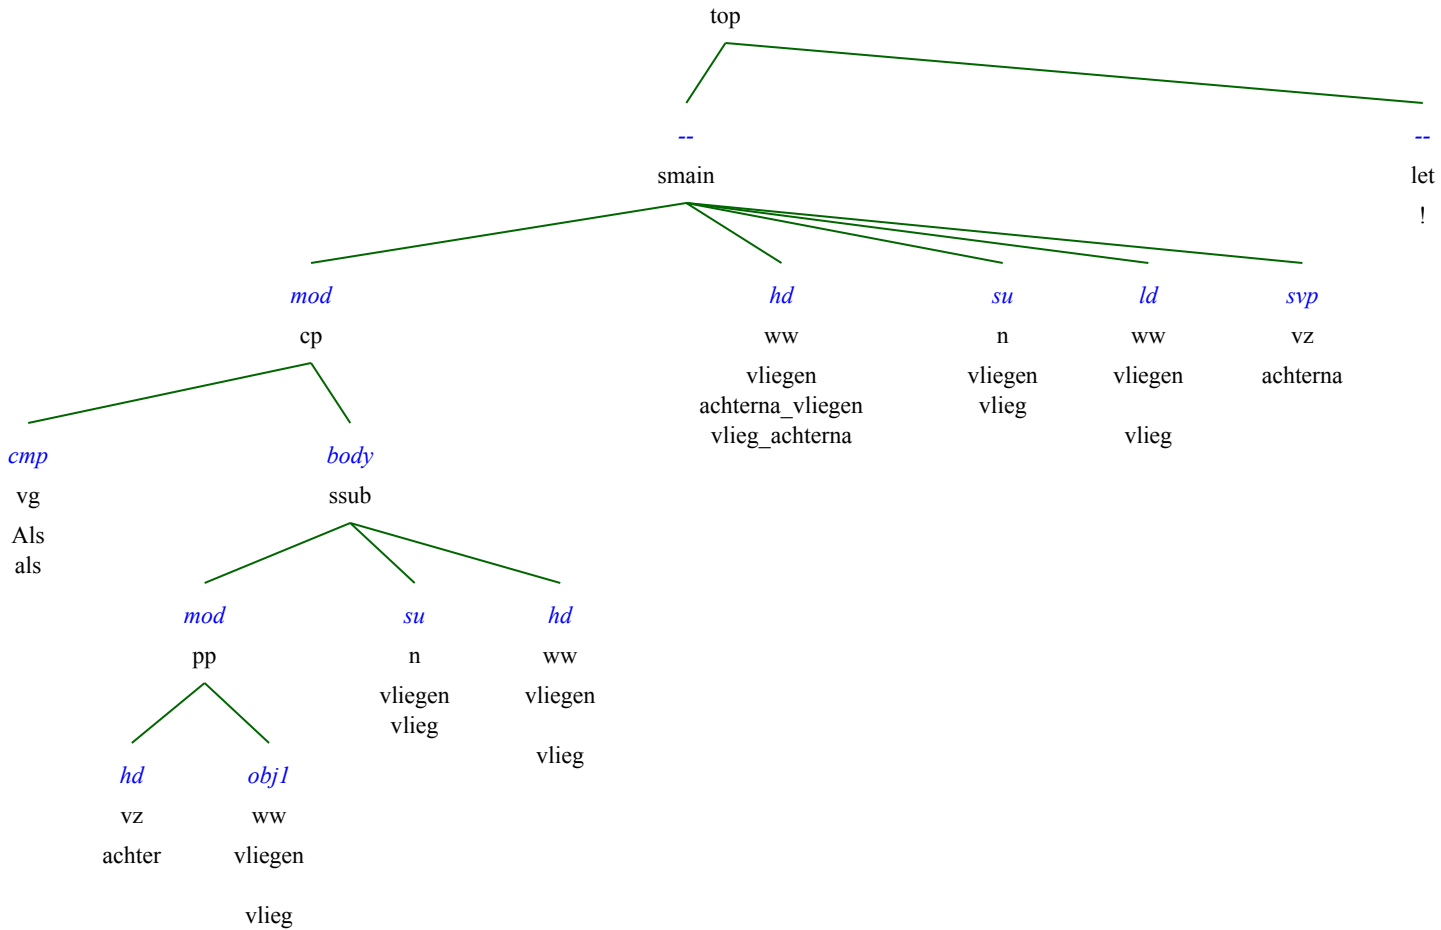 top
-- --
smain let
!
mod hd su ld svp
cp ww n ww vz
vliegen vliegen vliegen achterna
achterna_vliegen vlieg
vlieg_achterna vlieg
cmp body
vg ssub
Als
als
mod su hd
pp n ww
vliegen vliegen
vlieg
vlieg
hd obj1
vz ww
achter vliegen
vlieg